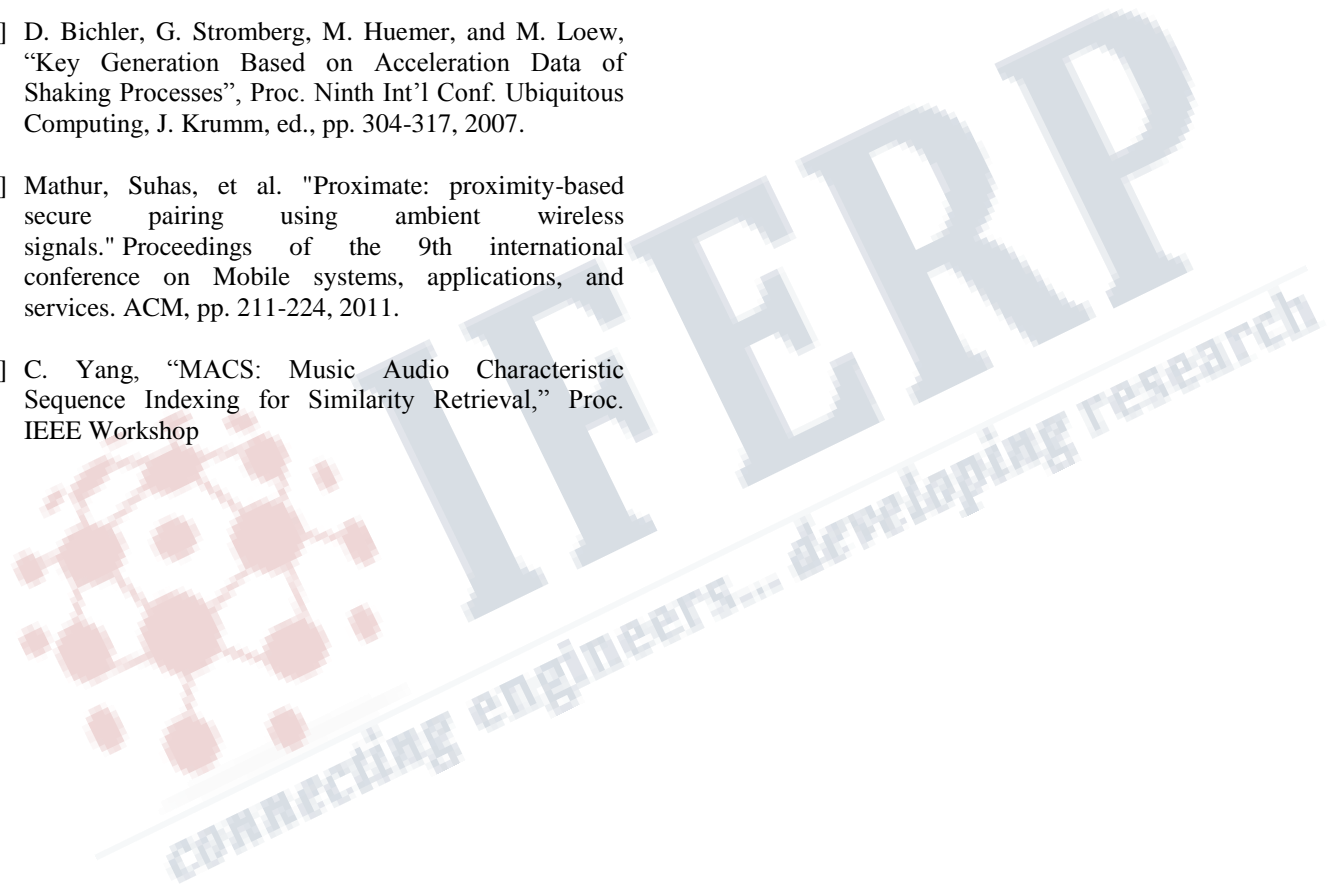 ] D. Bichler, G. Stromberg, M. Huemer, and M. Loew,
“Key Generation Based on Acceleration Data of
Shaking Processes”, Proc. Ninth Int’l Conf. Ubiquitous
Computing, J. Krumm, ed., pp. 304-317, 2007.
] Mathur, Suhas, et al. "Proximate: proximity-based
secure pairing using ambient wireless
signals." Proceedings of the 9th international
conference on Mobile systems, applications, and
services. ACM, pp. 211-224, 2011.
] C. Yang, “MACS: Music Audio Characteristic
Sequence Indexing for Similarity Retrieval,” Proc.
IEEE Workshop
IFERP
connecting engineers... developing research